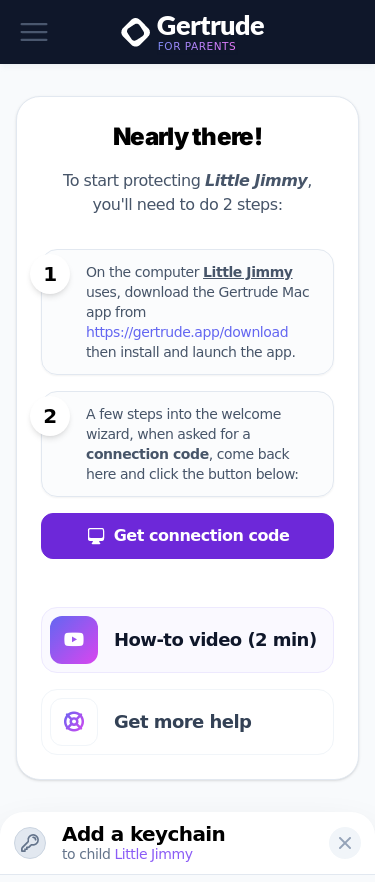 Gertrude
FOR PARENTS
Nearly there!
To start protecting Little Jimmy,
you'll need to do 2 steps:
1
On the computer Little Jimmy
uses, download the Gertrude Mac
app from
https://gertrude.app/download
then install and launch the app.
2
A few steps into the welcome
wizard, when asked for a
connection code, come back
here and click the button below:
Get connection code
How-to video (2 min)
Get more help
Add a keychain
to child Little Jimmy